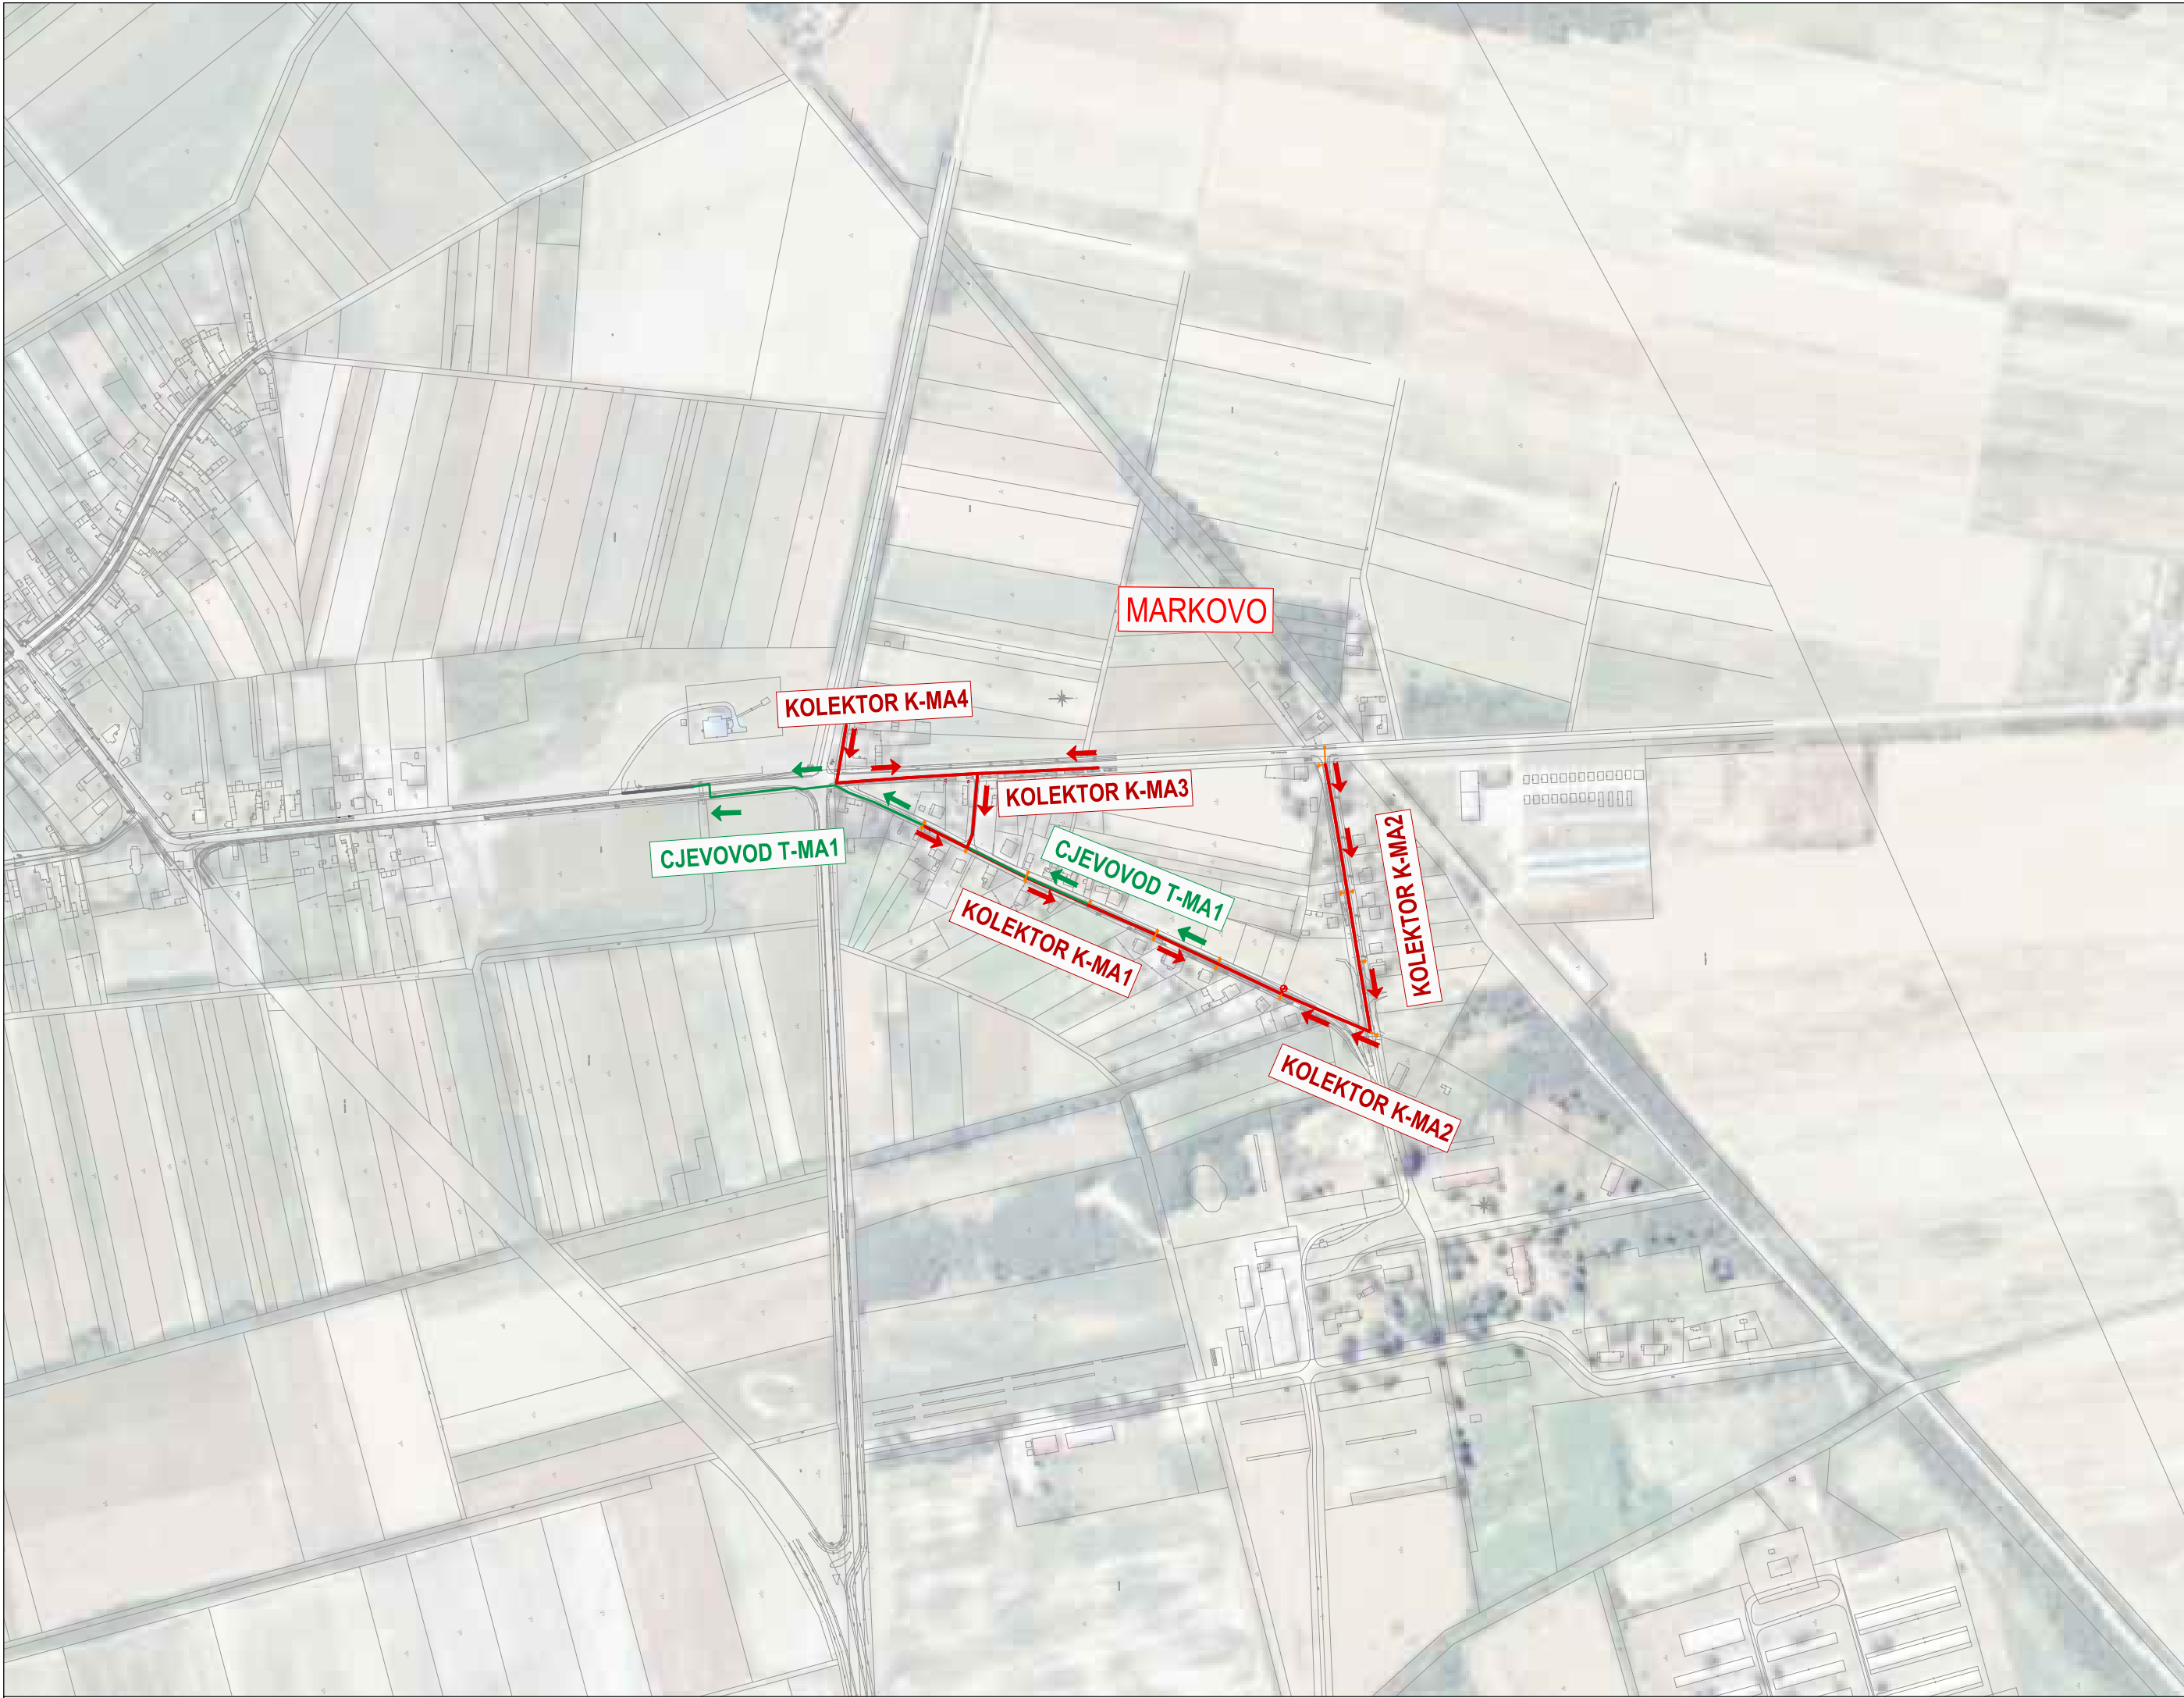 MARKOVO
KOLEKTOR K-MA4
KOLEKTOR K-MA3
CJEVOVOD T-MA1
CJEVOVOD T-MA1
KOLEKTOR K-MA2
KOLEKTOR K-MA1
KOLEKTOR K-MA2